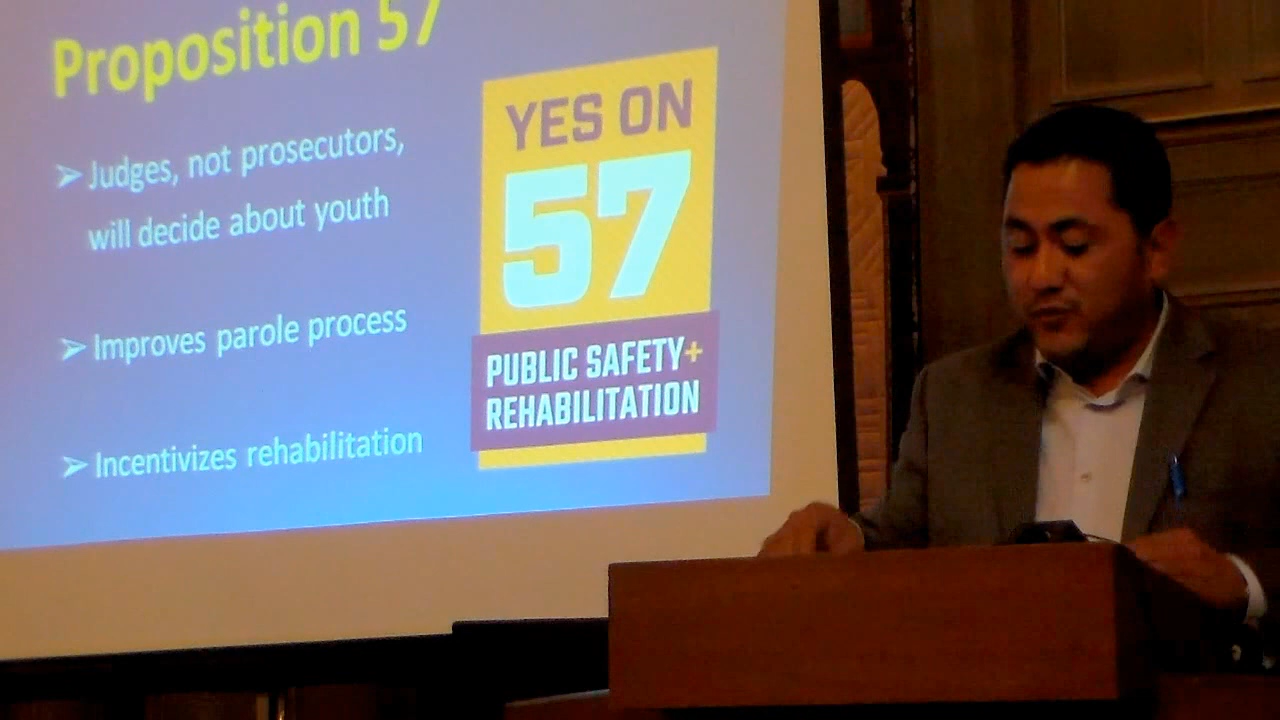 Proposition 57
➢ Judges, not prosecutors,
will decide about youth
➢ Improves parole process
➢ Incentivizes rehabilitation
YES ON
57
PUBLIC SAFETY+
REHABILITATION